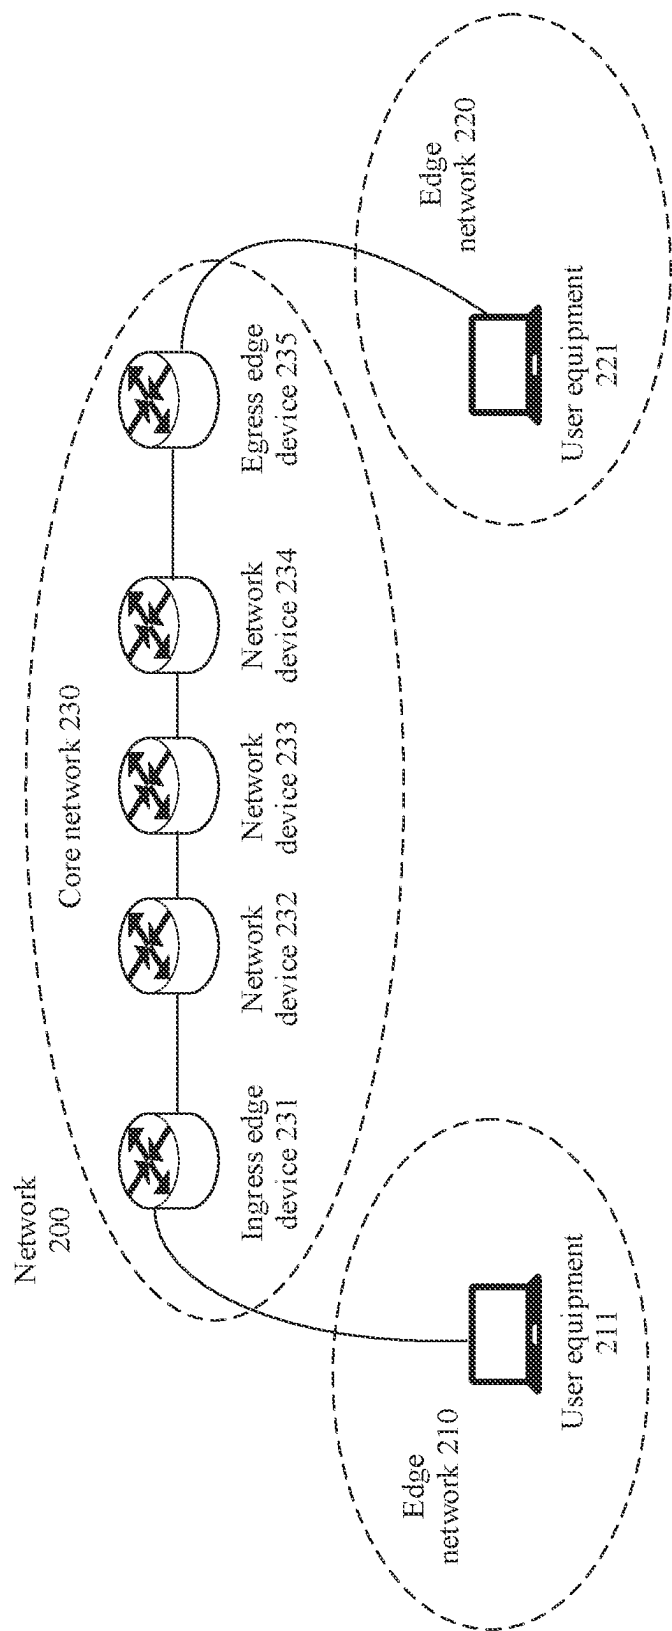 Network
200
Core network 230
Ingress edge
device 231
Network
device 232
Network
device 233
Network
device 234
Egress edge
device 235
Edge
network 210
User equipment
211
Edge
network 220
User equipment
221